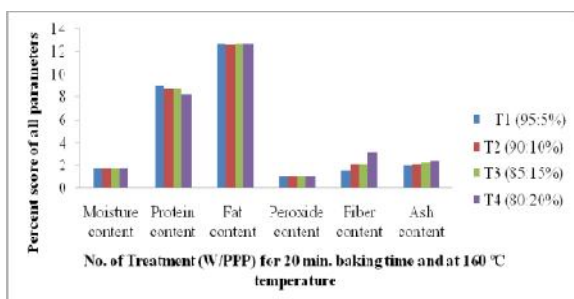 Percent score of all parameters
14
12
10
8
6
4
2
0
Moisture content
Protein content
Fat content
Peroxide content
Fiber content
Ash content
T1 (95:5%)
T2 (90:10%)
T3 (85:15%)
T4 (80:20%)
No. of Treatment (W/PPP) for 20 min. baking time and at 160 °C
temperature